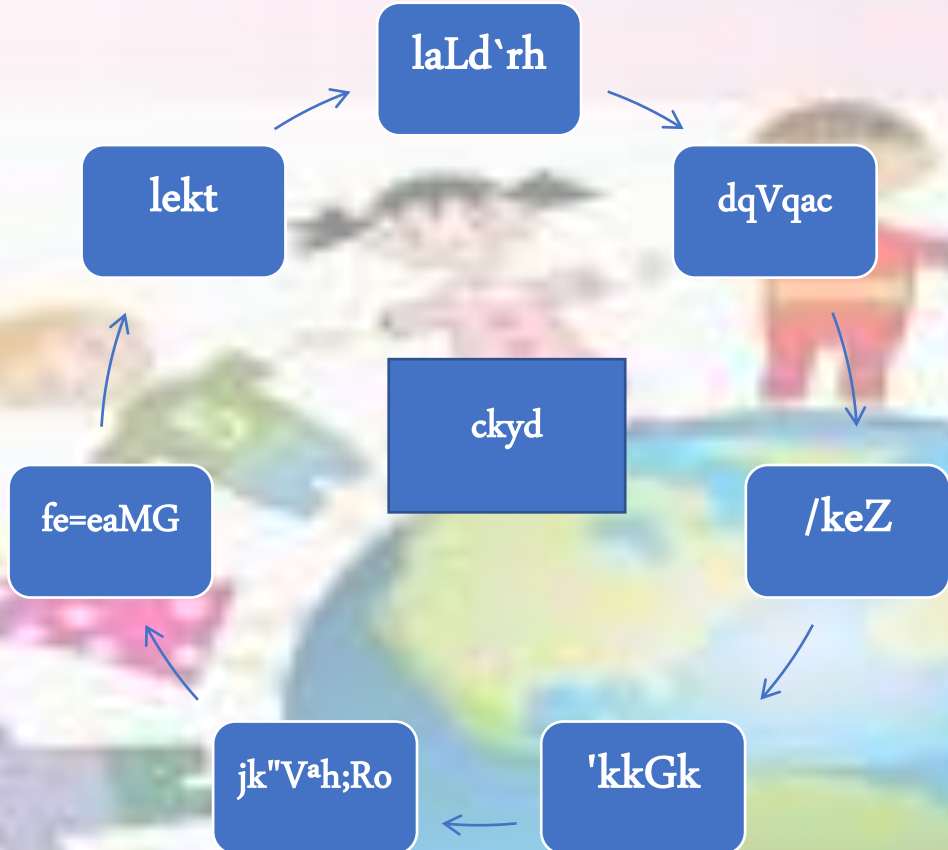 laLd`rh
dqVqac
/keZ
'kkGk
jk"Vªh;Ro
fe=eaMG
lekt
ckyd